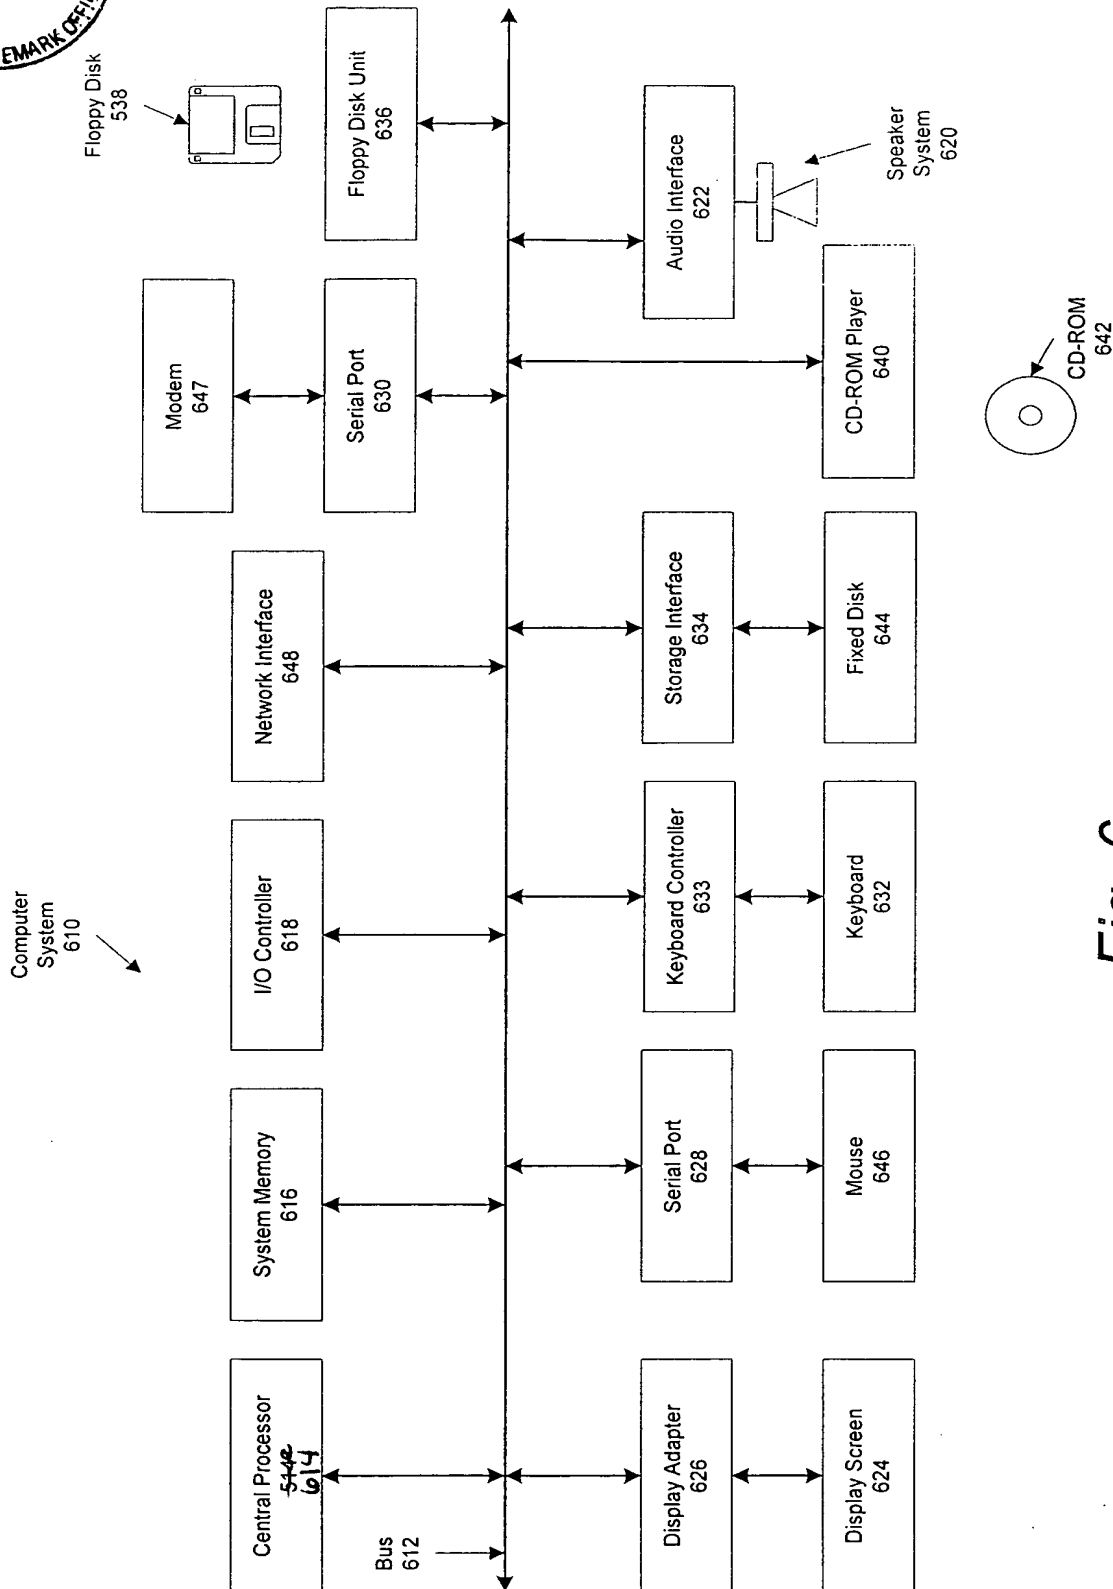 EMARK OFFI
Computer
System
610
Floppy Disk
538
Modem
647
Central Processor
614
System Memory
616
I/O Controller
618
Network Interface
648
Serial Port
630
Floppy Disk Unit
636
Bus
612
Display Adapter
626
Serial Port
628
Keyboard Controller
633
Storage Interface
634
Audio Interface
622
Speaker
System
620
Display Screen
624
Mouse
646
Keyboard
632
Fixed Disk
644
CD-ROM Player
640
CD-ROM
642